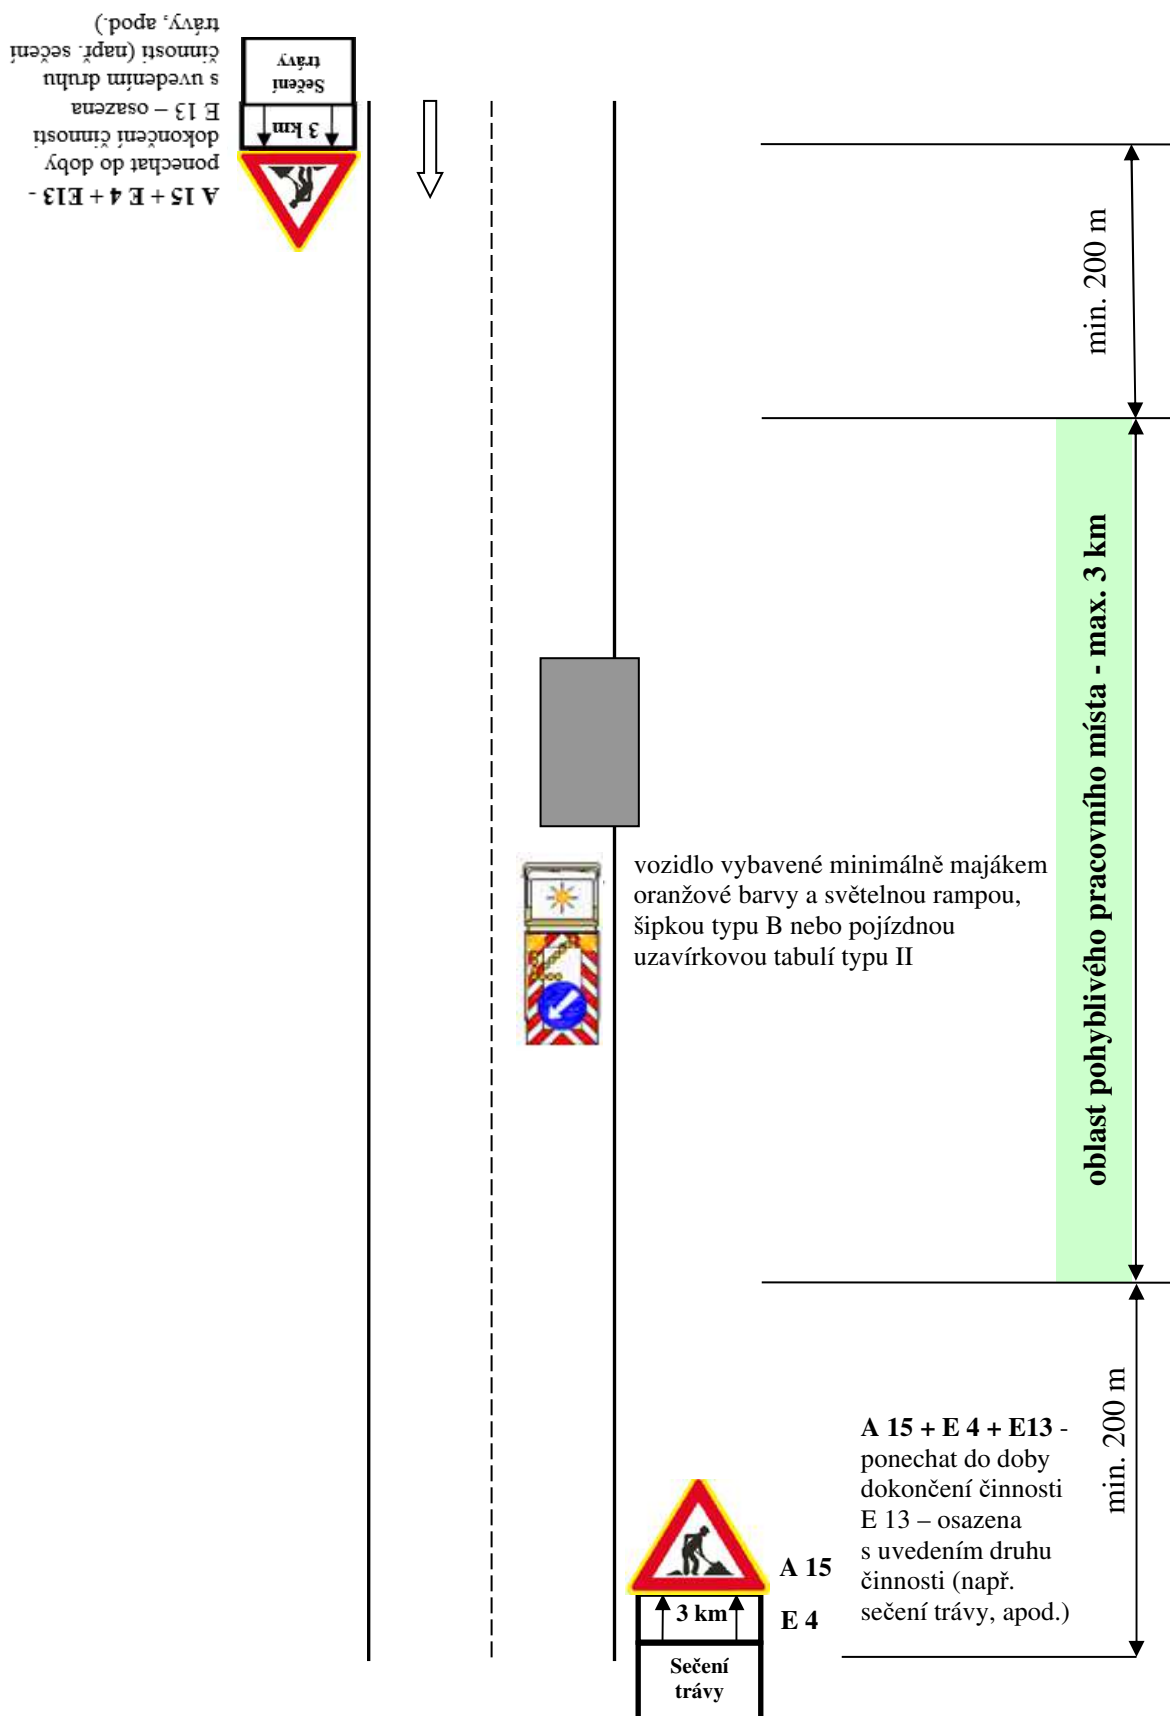 A 15 + E 4 + E13 -
ponechat do doby
dokončení činnosti
E 13 – osazena
s uvedením druhu
činnosti (např. sečení
trávy, apod.)
3 km
Sečení
trávy
min. 200 m
oblast pohyblivého pracovního místa - max. 3 km
vozidlo vybavené minimálně majákem
oranžové barvy a světelnou rampou,
šipkou typu B nebo pojízdnou
uzavírkovou tabulí typu II
min. 200 m
A 15 + E 4 + E13 -
ponechat do doby
dokončení činnosti
E 13 – osazena
s uvedením druhu
činnosti (např.
sečení trávy, apod.)
A 15
E 4
3 km
Sečení
trávy